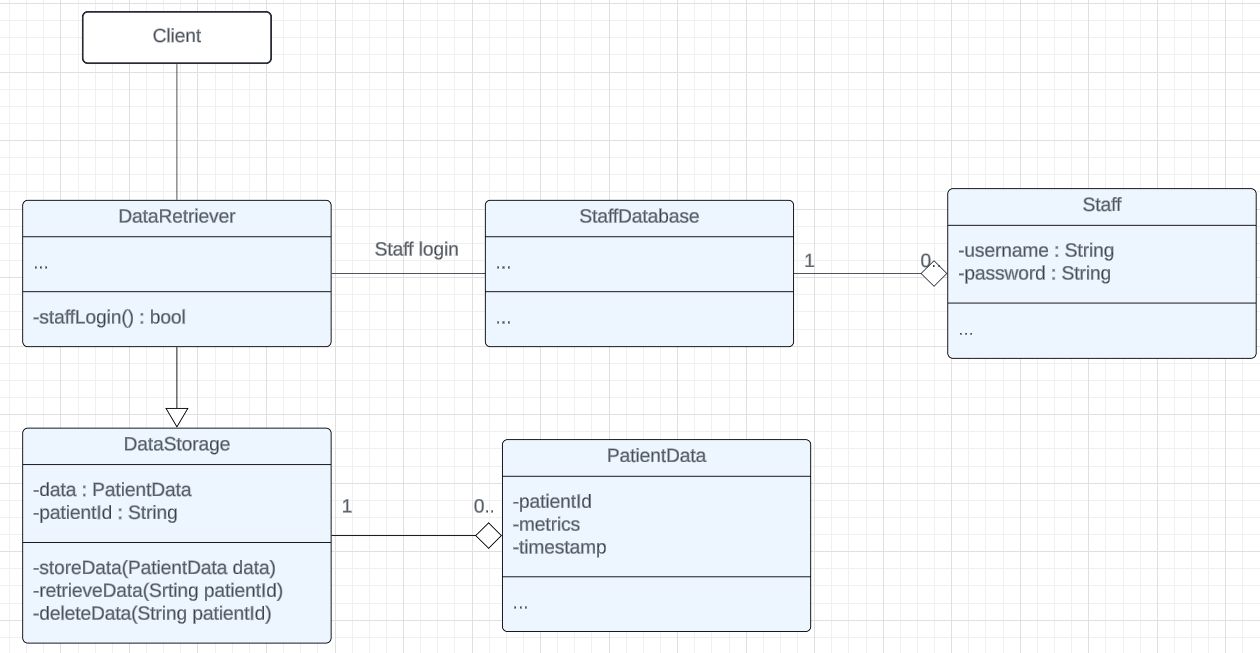 Client
DataRetriever
...
-staffLogin() : bool
Staff login
StaffDatabase
...
...
1
0..
Staff
-username : String
-password : String
...
DataStorage
-data : PatientData
-patientId : String
-storeData(PatientData data)
-retrieveData(Srting patientId)
-deleteData(String patientId)
1
0..
PatientData
-patientId
-metrics
-timestamp
...